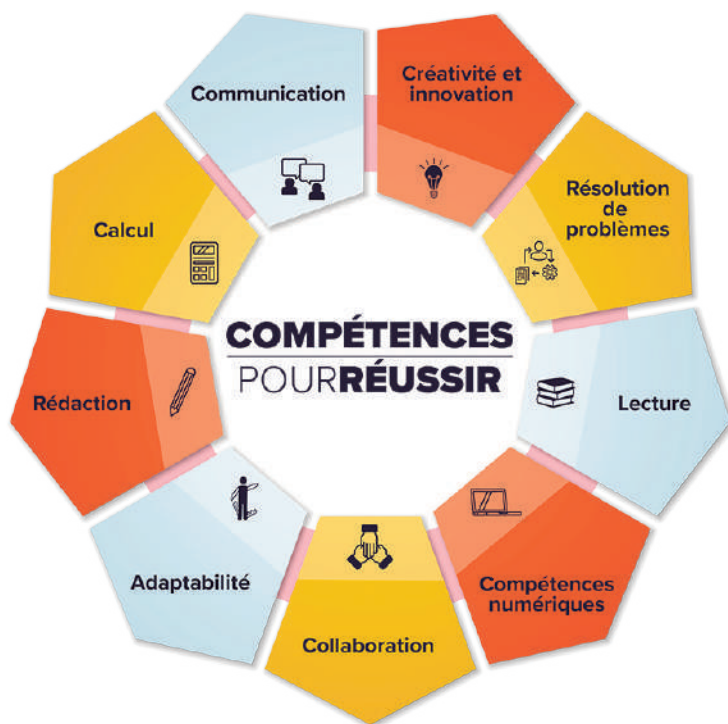 Communication
Créativité et
innovation
Résolution
de
problèmes
Lecture
Compétences
numériques
Collaboration
Adaptabilité
Rédaction
Calcul
COMPÉTENCES
POURRÉUSSIR